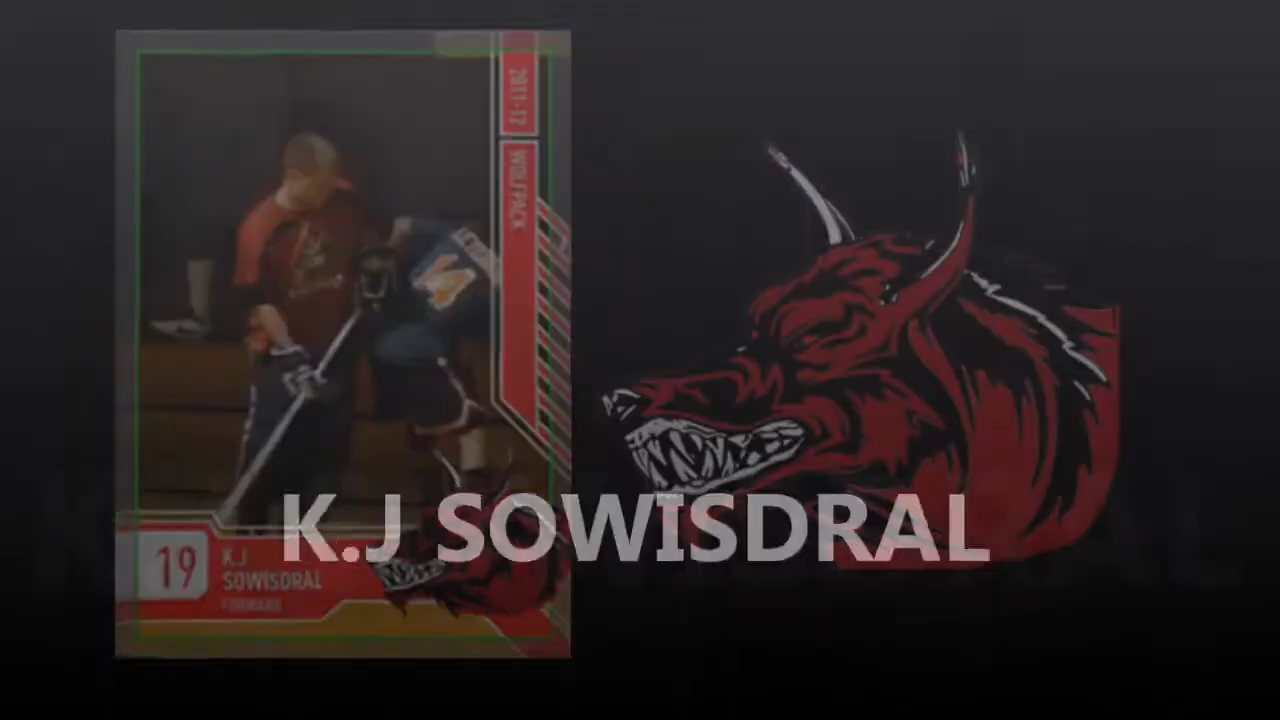 2011-12 WOLFPACK
K.J SOWISDRAL
19
K.J
SOWISDRAL
FORWARD